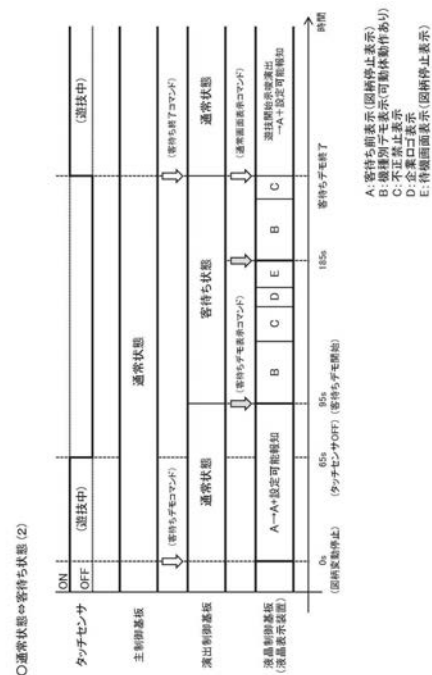 ○通常状態⇔客待ち状態(2)
タッチセンサ
ON
OFF
(遊技中)
(遊技中)
主制御基板
通常状態
(客待ちデモコマンド)
(客待ち終了コマンド)
演出制御基板
通常状態
客待ち状態
通常状態
(客待ちデモ表示コマンド)
(通常画面表示コマンド)
液晶制御基板
(液晶表示装置)
A→A+設定可能報知
B
C
D
E
B
C
遊技開始示唆演出
→A+設定可能報知
0s
(図柄変動停止)
65s
(タッチセンサOFF)
95s
(客待ちデモ開始)
185s
客待ちデモ終了
時間
A:客待ち前表示(図柄停止表示)
B:機種別デモ表示(可動体動作あり)
C:不正禁止表示
D:企業ロゴ表示
E:待機画面表示(図柄停止表示)